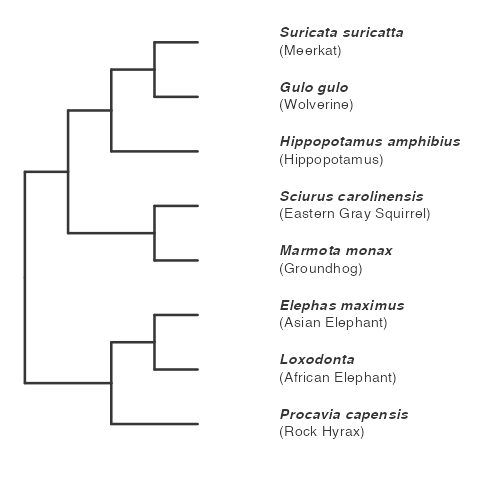 Suricata suricatta
(Meerkat)
Gulo gulo
(Wolverine)
Hippopotamus amphibius
(Hippopotamus)
Sciurus carolinensis
(Eastern Gray Squirrel)
Marmota monax
(Groundhog)
Elephas maximus
(Asian Elephant)
Loxodonta
(African Elephant)
Procavia capensis
(Rock Hyrax)